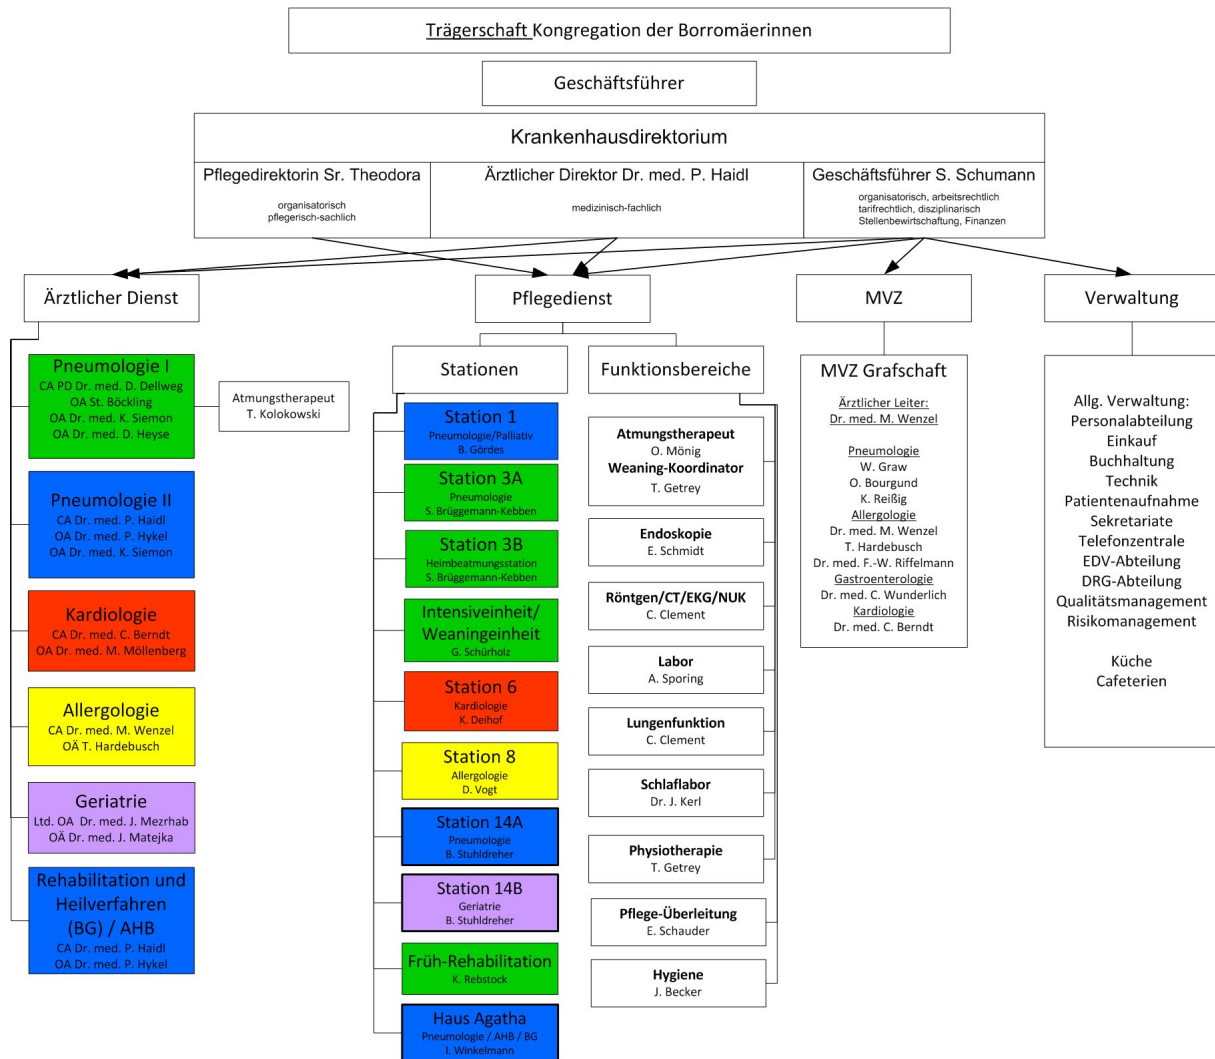 Trägerschaft Kongregation der Borromäerinnen
Geschäftsführer
Krankenhausdirektorium
Pflegedirektorin Sr. Theodora
organisatorisch
pflegerisch-sachlich
Ärztlicher Direktor Dr. med. P. Haidl
medizinisch-fachlich
Geschäftsführer S. Schumann
organisatorisch, arbeitsrechtlich
tarifrechtlich, disziplinarisch
Stellenbewirtschaftung, Finanzen
Ärztlicher Dienst
Pneumologie I
CA PD Dr. med. D. Dellweg
OA St. Böckling
OA Dr. med. K. Siemon
OA Dr. med. D. Heyse
Atmungstherapeut
T. Kolokowski
Pneumologie II
CA Dr. med. P. Haidl
OA Dr. med. P. Hykel
OA Dr. med. K. Siemon
Kardiologie
CA Dr. med. C. Berndt
OA Dr. med. M. Möllenberg
Allergologie
CA Dr. med. M. Wenzel
OÄ T. Hardebusch
Geriatrie
Ltd. OA Dr. med. J. Mezrhab
OÄ Dr. med. J. Matejka
Rehabilitation und
Heilverfahren
(BG) / AHB
CA Dr. med. P. Haidl
OA Dr. med. P. Hykel
Pflegedienst
Stationen
Station 1
Pneumologie/Palliativ
B. Gördes
Station 3A
Pneumologie
S. Brüggemann-Kebben
Station 3B
Heimbeatmungsstation
S. Brüggemann-Kebben
Intensiveinheit/
Weaningeinheit
G. Schürholz
Station 6
Kardiologie
K. Deihof
Station 8
Allergologie
D. Vogt
Station 14A
Pneumologie
B. Stuhldreher
Station 14B
Geriatrie
B. Stuhldreher
Früh-Rehabilitation
K. Rebstock
Haus Agatha
Pneumologie / AHB / BG
I. Winkelmann
Funktionsbereiche
Atmungstherapeut
O. Mönig
Weaning-Koordinator
T. Getrey
Endoskopie
E. Schmidt
Röntgen/CT/EKG/NUK
C. Clement
Labor
A. Sporing
Lungenfunktion
C. Clement
Schlaflabor
Dr. J. Kerl
Physiotherapie
T. Getrey
Pflege-Überleitung
E. Schauder
Hygiene
J. Becker
MVZ
MVZ Grafschaft
Ärztlicher Leiter:
Dr. med. M. Wenzel
Pneumologie
W. Graw
O. Bourgund
K. Reißig
Allergologie
Dr. med. M. Wenzel
T. Hardebusch
Dr. med. F.-W. Riffelmann
Gastroenterologie
Dr. med. C. Wunderlich
Kardiologie
Dr. med. C. Berndt
Verwaltung
Allg. Verwaltung:
Personalabteilung
Einkauf
Buchhaltung
Technik
Patientenaufnahme
Sekretariate
Telefonzentrale
EDV-Abteilung
DRG-Abteilung
Qualitätsmanagement
Risikomanagement
Küche
Cafeterien